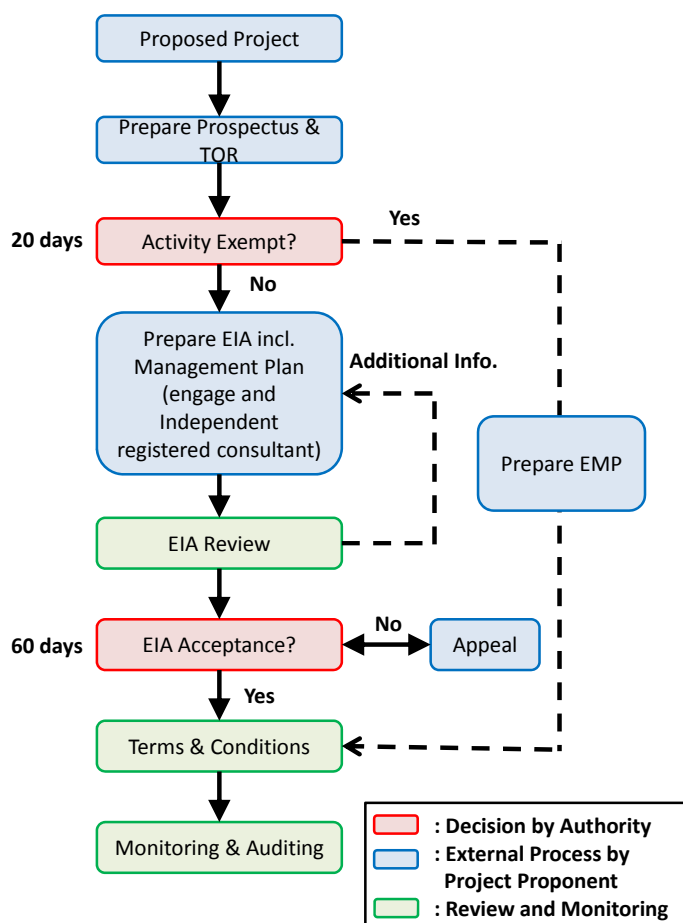 Proposed Project
Prepare Prospectus &
TOR
Yes
20 days
Activity Exempt?
No
Prepare EIA incl.
Management Plan
(engage and
Independent
registered consultant)
Additional Info.
Prepare EMP
EIA Review
60 days
EIA Acceptance?
No
Appeal
Yes
Terms & Conditions
Monitoring & Auditing
: Decision by Authority
: External Process by
Project Proponent
: Review and Monitoring